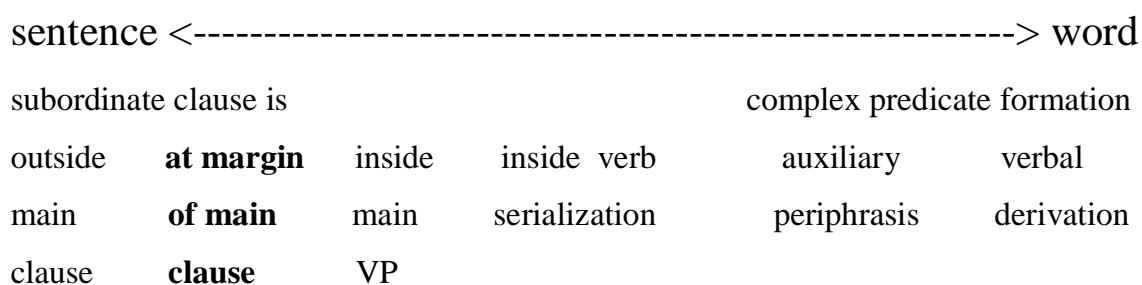 sentence <----------------------------------------------------------> word
subordinate clause is complex predicate formation
outside at margin inside inside verb auxiliary verbal
main of main main serialization periphrasis derivation
clause clause VP